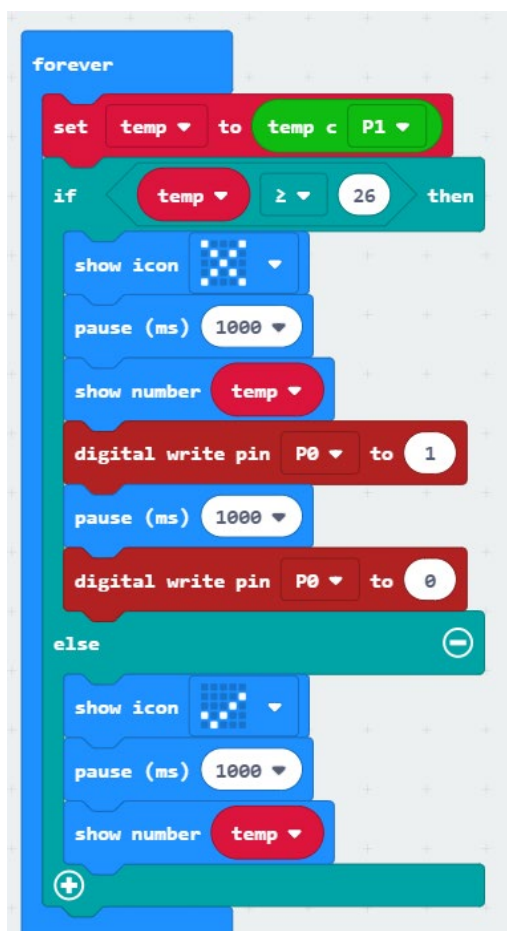 forever
set temp to temp c P1
if temp ≥ 26 then
show icon
pause (ms) 1000
show number temp
digital write pin P0 to 1
pause (ms) 1000
digital write pin P0 to 0
else
show icon
pause (ms) 1000
show number temp